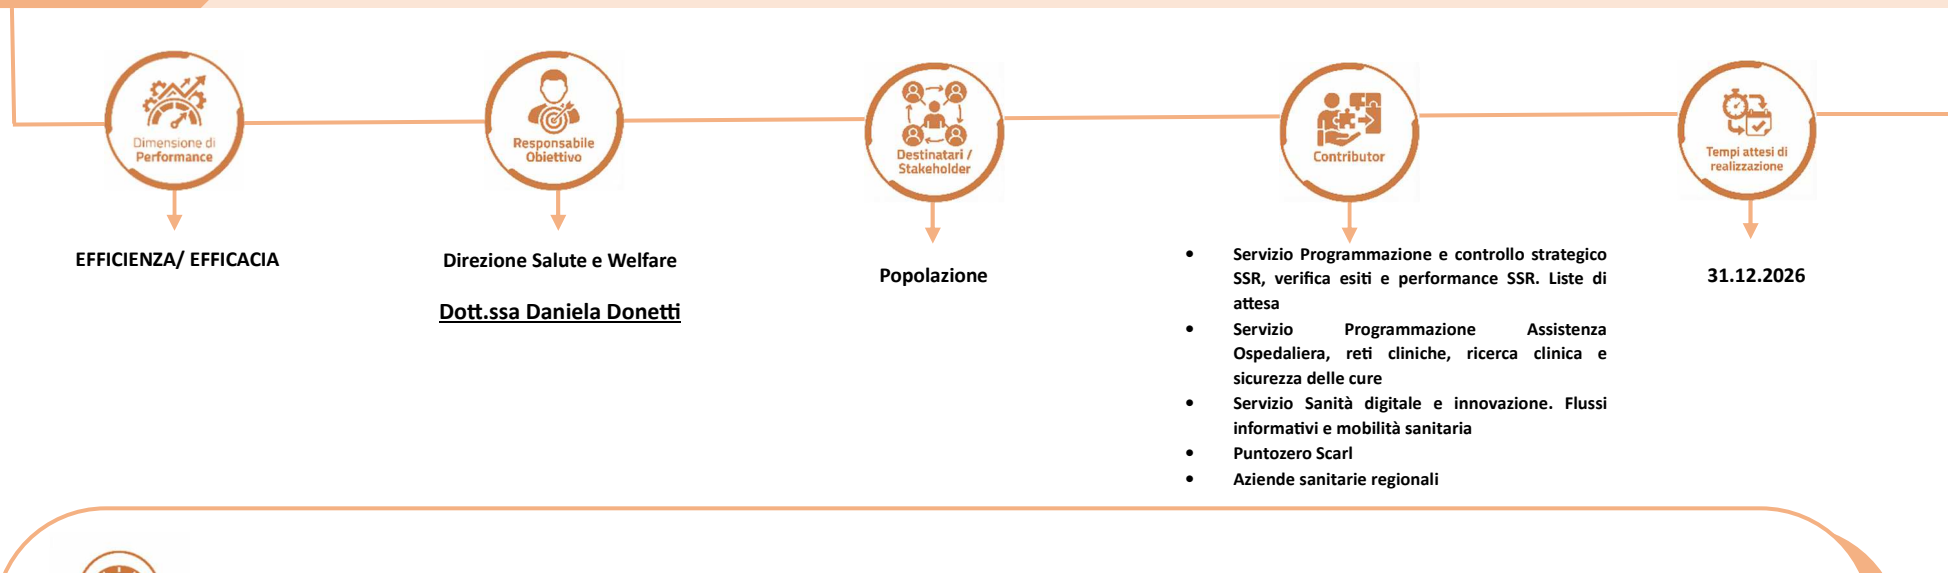 Dimensione di
Performance
EFFICIENZA/ EFFICACIA
Responsabile
Obiettivo
Direzione Salute e Welfare
Dott.ssa Daniela Donetti
Destinatari /
Stakeholder
Popolazione
Contributor
• Servizio Programmazione e controllo strategico
SSR, verifica esiti e performance SSR. Liste di
attesa
• Servizio Programmazione Assistenza
Ospedaliera, reti cliniche, ricerca clinica e
sicurezza delle cure
• Servizio Sanità digitale e innovazione. Flussi
informativi e mobilità sanitaria
• Puntozero Scarl
• Aziende sanitarie regionali
Tempi attesi di
realizzazione
31.12.2026